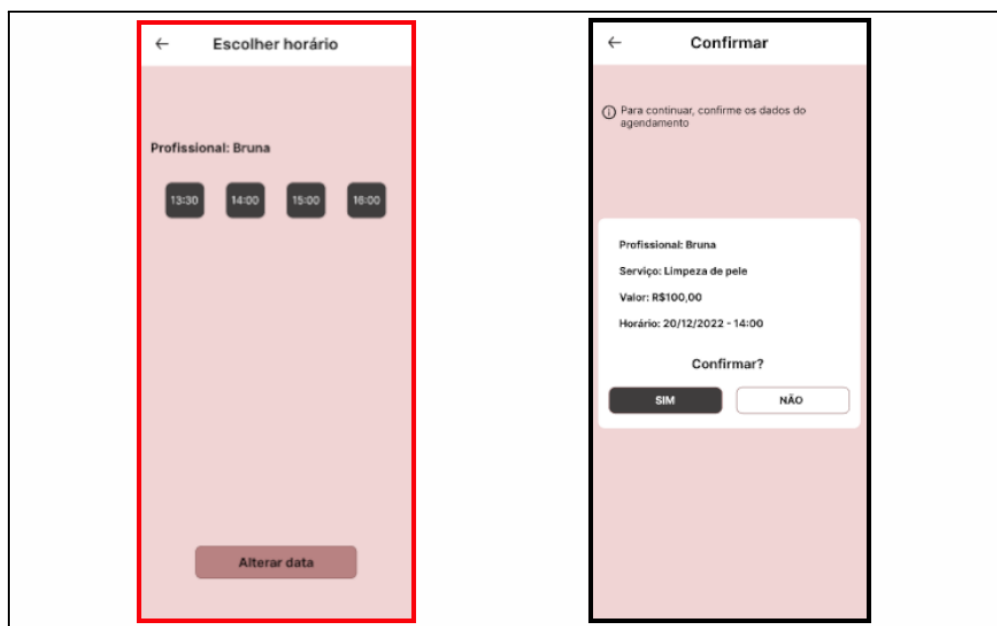 ← Escolher horário
Profissional: Bruna
13:30 14:00 15:00 16:00
Alterar data
← Confirmar
Para continuar, confirme os dados do
agendamento
Profissional: Bruna
Serviço: Limpeza de pele
Valor: R$100,00
Horário: 20/12/2022 - 14:00
Confirmar?
SIM NÃO